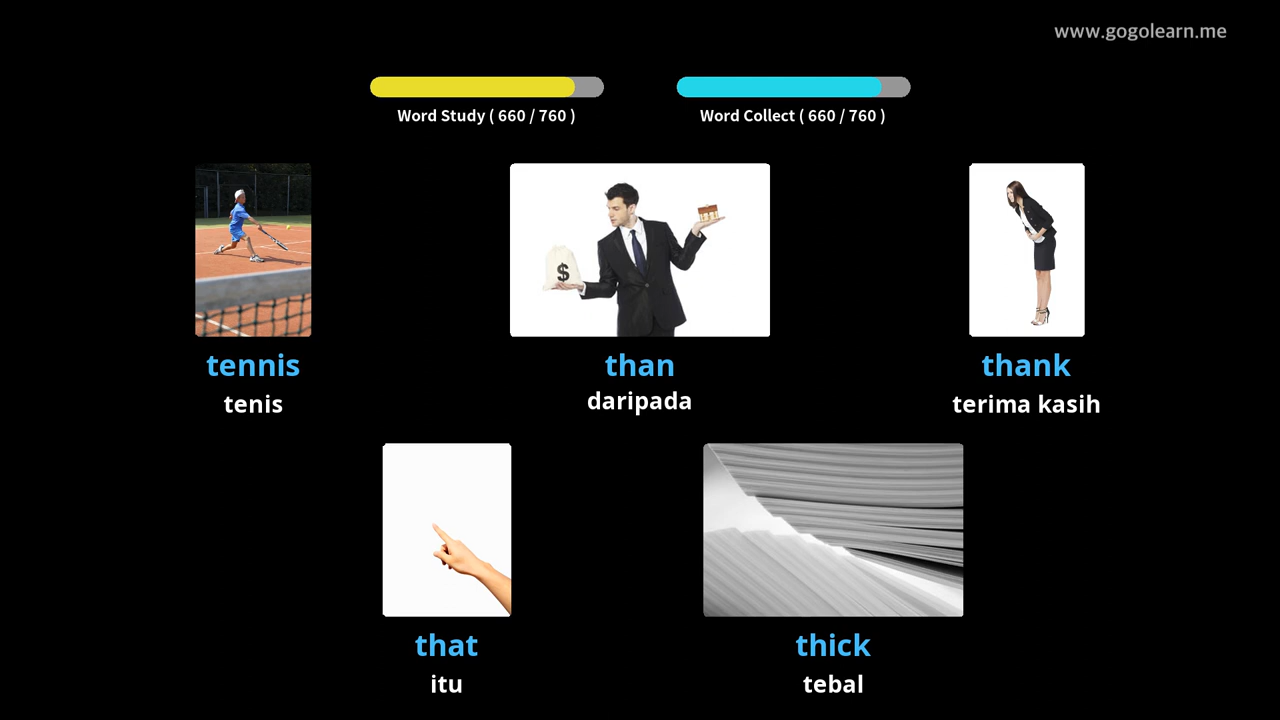 www.gogolearn.me
Word Study ( 660 / 760 )
Word Collect ( 660 / 760 )
$
tennis
tenis
than
daripada
thank
terima kasih
that
itu
thick
tebal